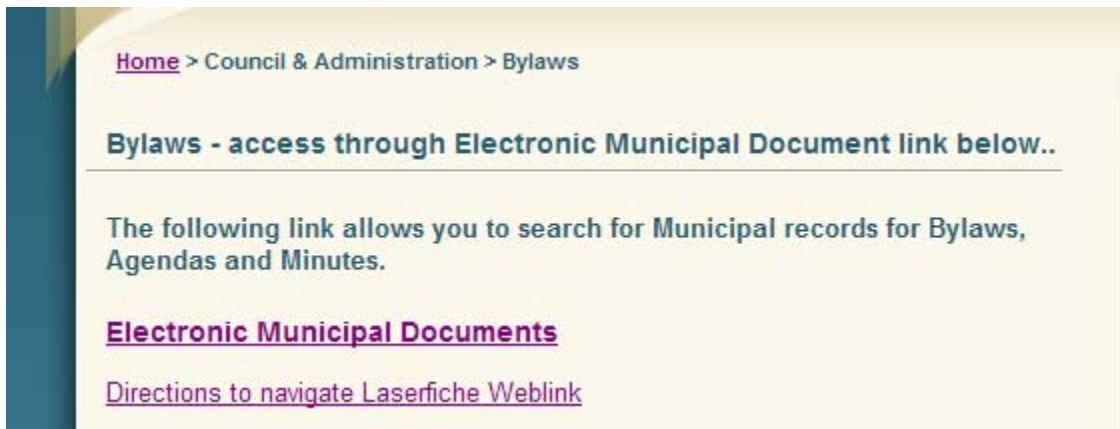 Home > Council & Administration > Bylaws
Bylaws - access through Electronic Municipal Document link below..
The following link allows you to search for Municipal records for Bylaws,
Agendas and Minutes.
Electronic Municipal Documents
Directions to navigate Laserfiche Weblink